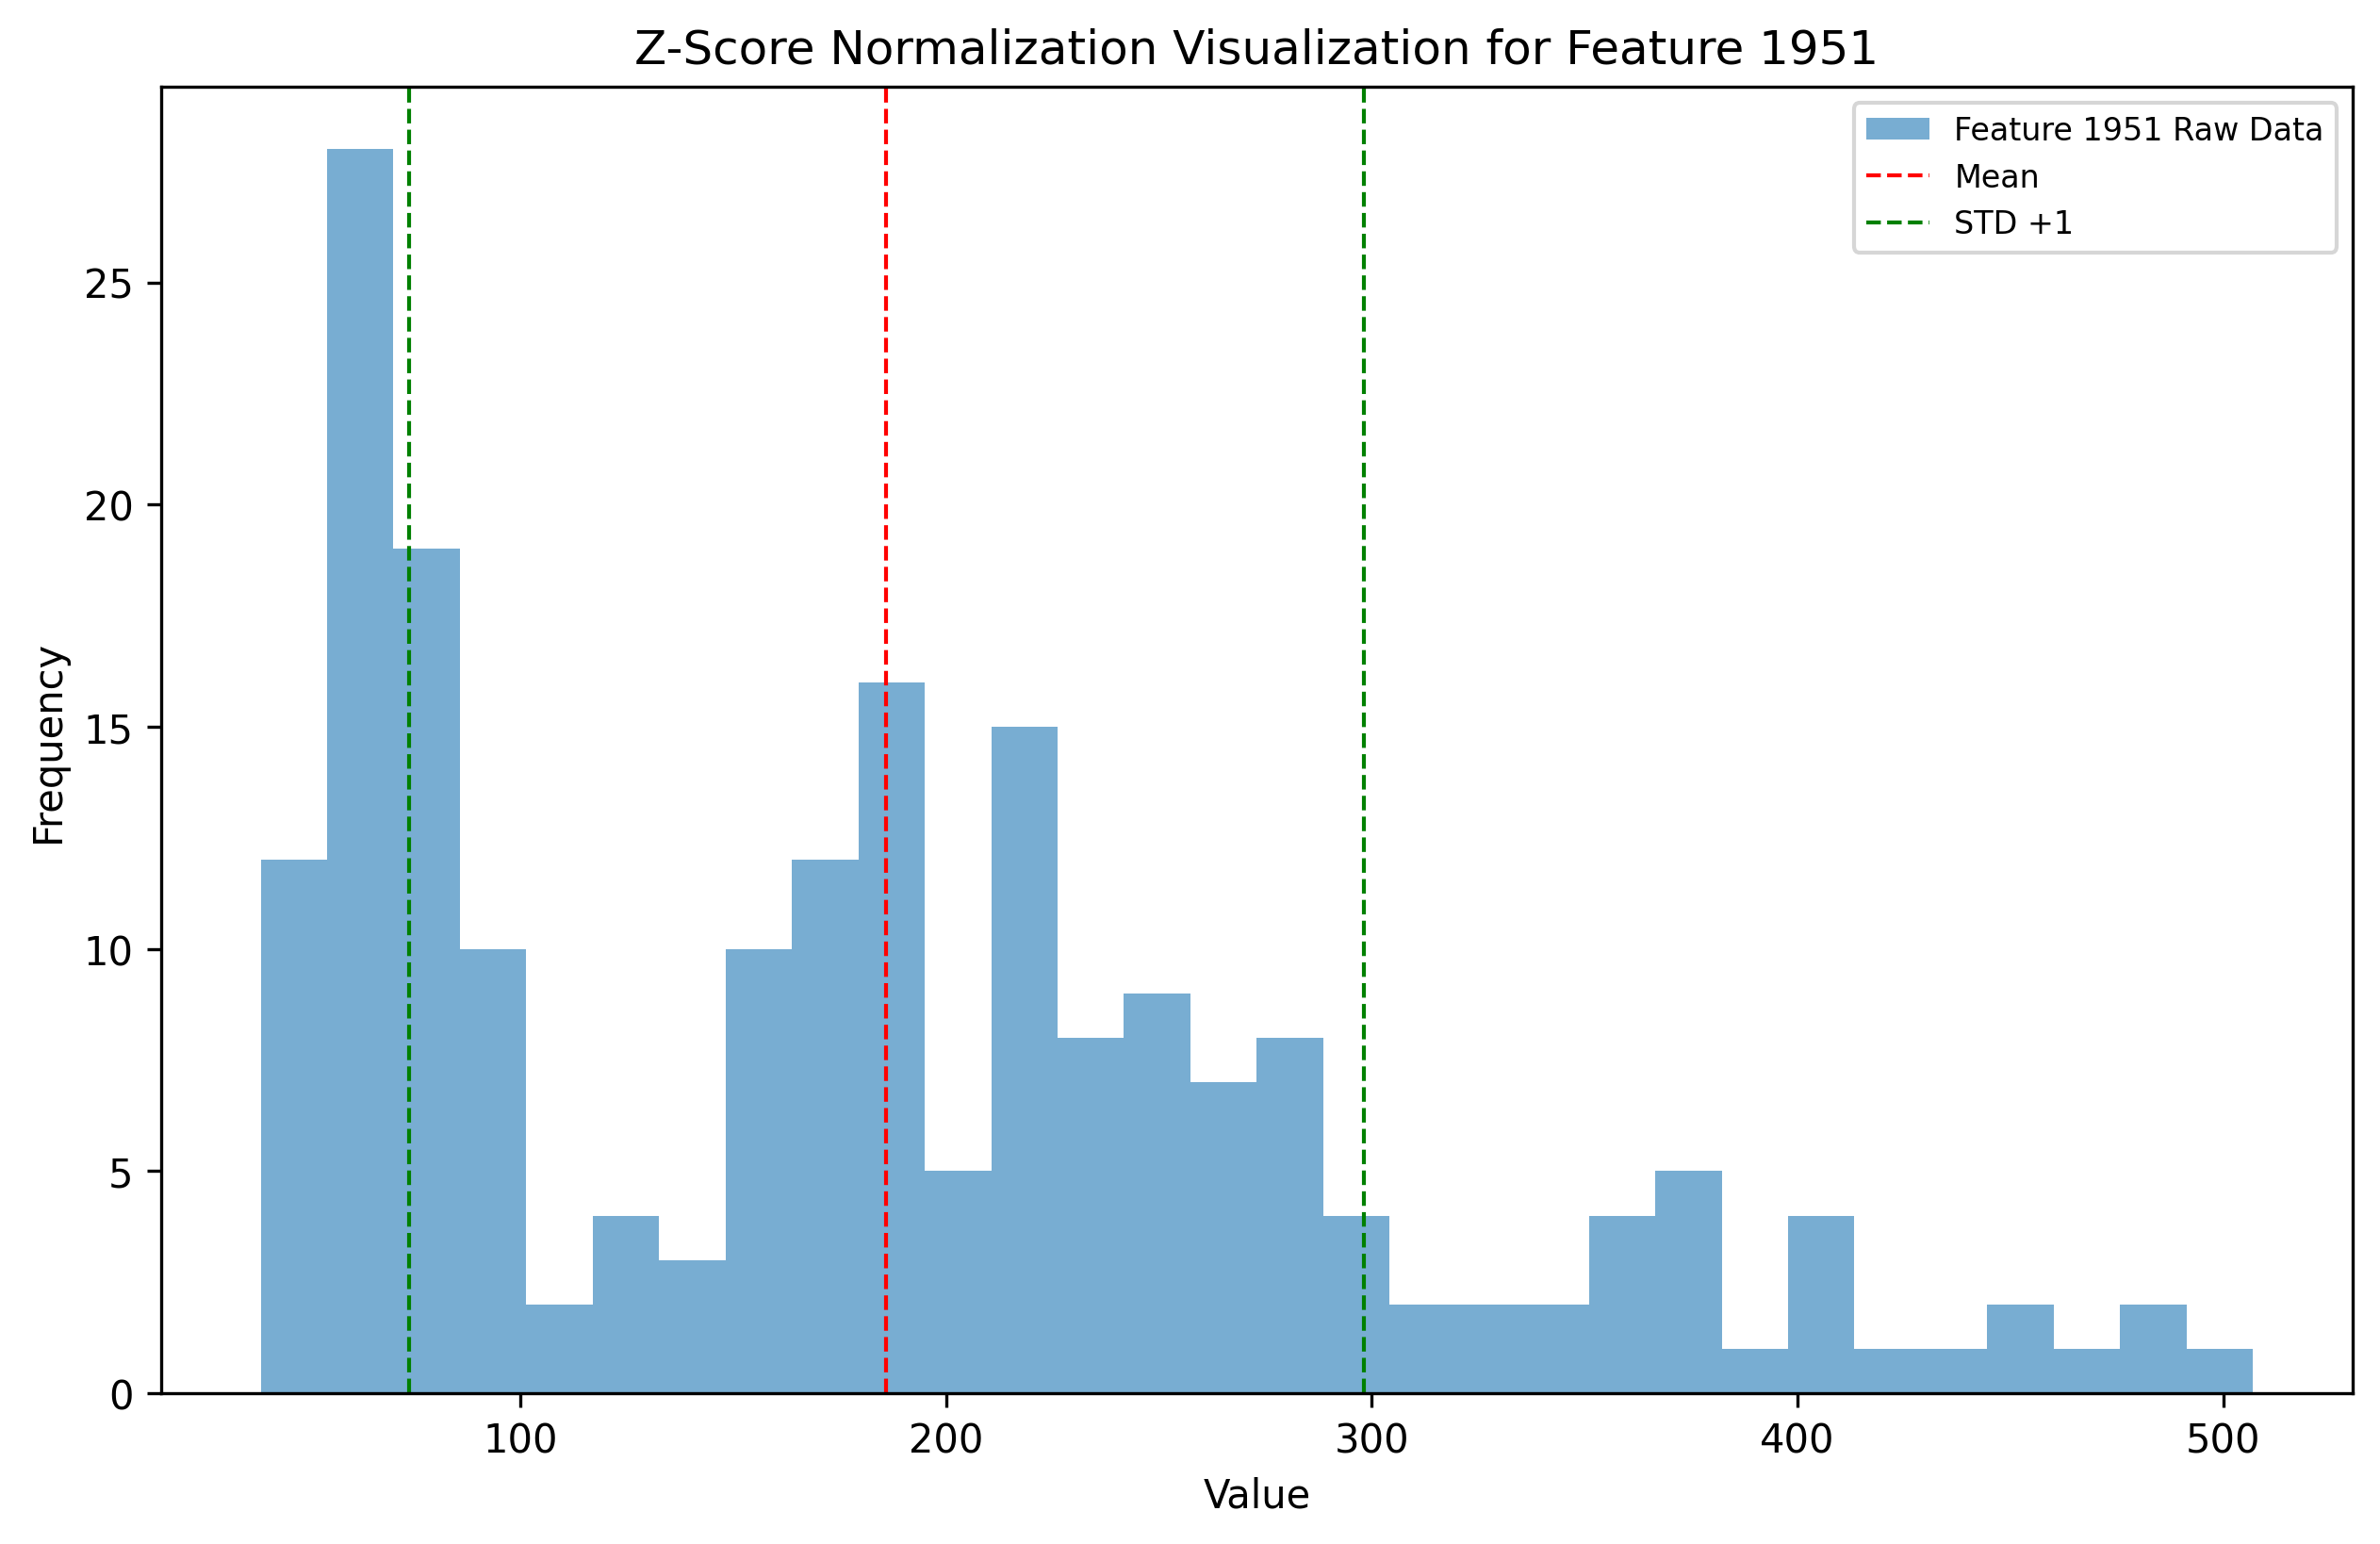 Z-Score Normalization Visualization for Feature 1951
Feature 1951 Raw Data
Mean
STD +1
25
20
15
10
5
0
Frequency
100
200
300
400
500
Value